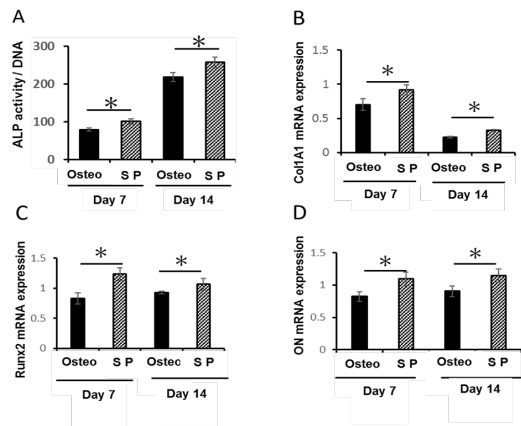 A
ALP activity / DNA
300
200
100
0
*
*
Osteo S P Osteo S P
Day 7 Day 14
B
Col1A1 mRNA expression
1.5
1
0.5
0
*
*
Osteo S P Osteo S P
Day 7 Day 14
C
Runx2 mRNA expression
1.5
1
0.5
0
*
*
Osteo S P Osteo S P
Day 7 Day 14
D
ON mRNA expression
1.5
1
0.5
0
*
*
Osteo S P Osteo S P
Day 7 Day 14